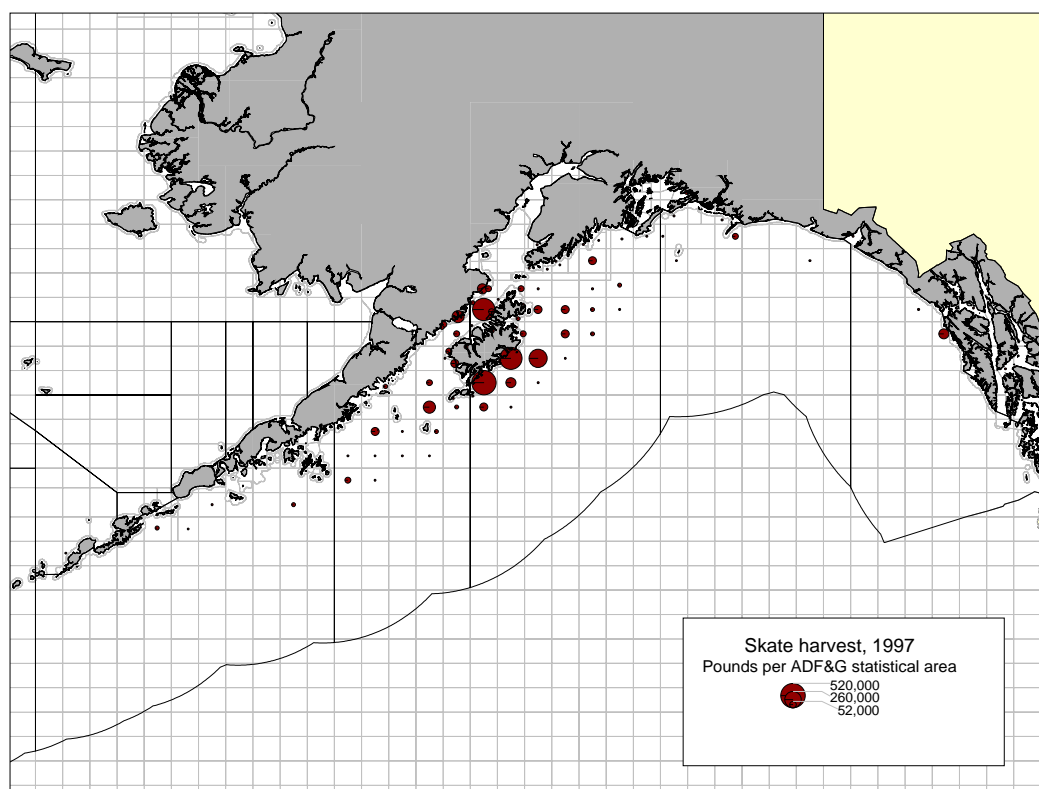 Skate harvest, 1997
Pounds per ADF&G statistical area
520,000
260,000
52,000